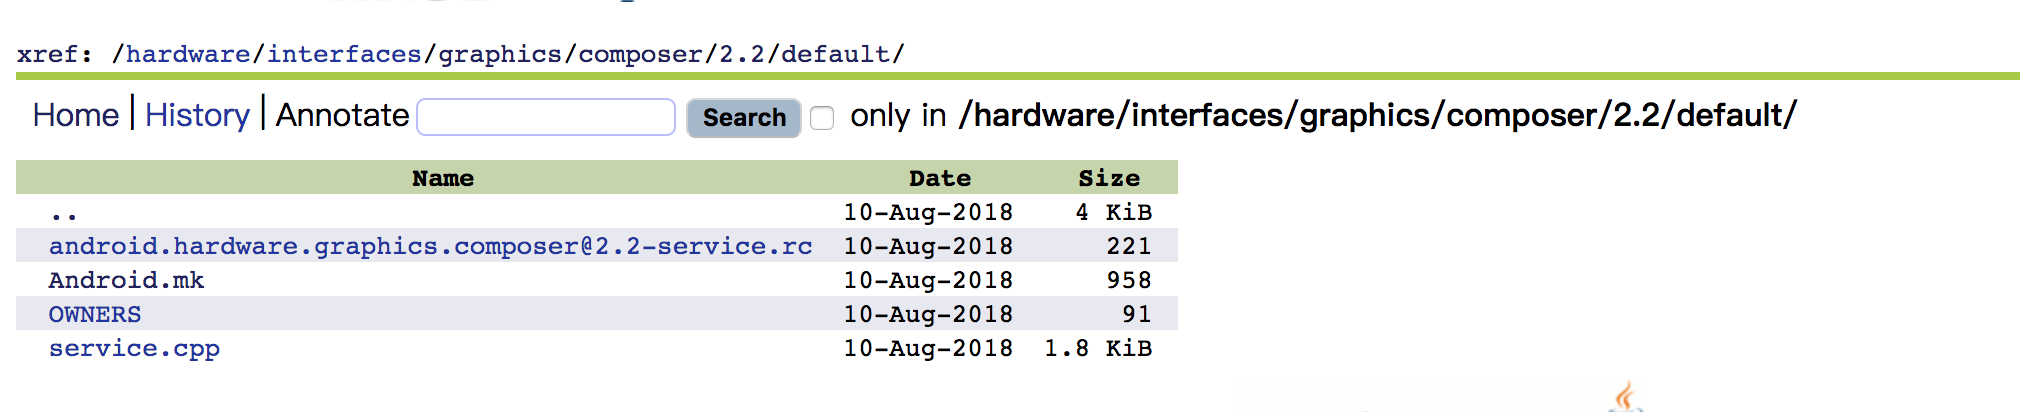 xref: /hardware/interfaces/graphics/composer/2.2/default/
Home | History | Annotate Search only in /hardware/interfaces/graphics/composer/2.2/default/
Name Date Size
.. 10-Aug-2018 4 KiB
android.hardware.graphics.composer@2.2-service.rc 10-Aug-2018 221
Android.mk 10-Aug-2018 958
OWNERS 10-Aug-2018 91
service.cpp 10-Aug-2018 1.8 KiB